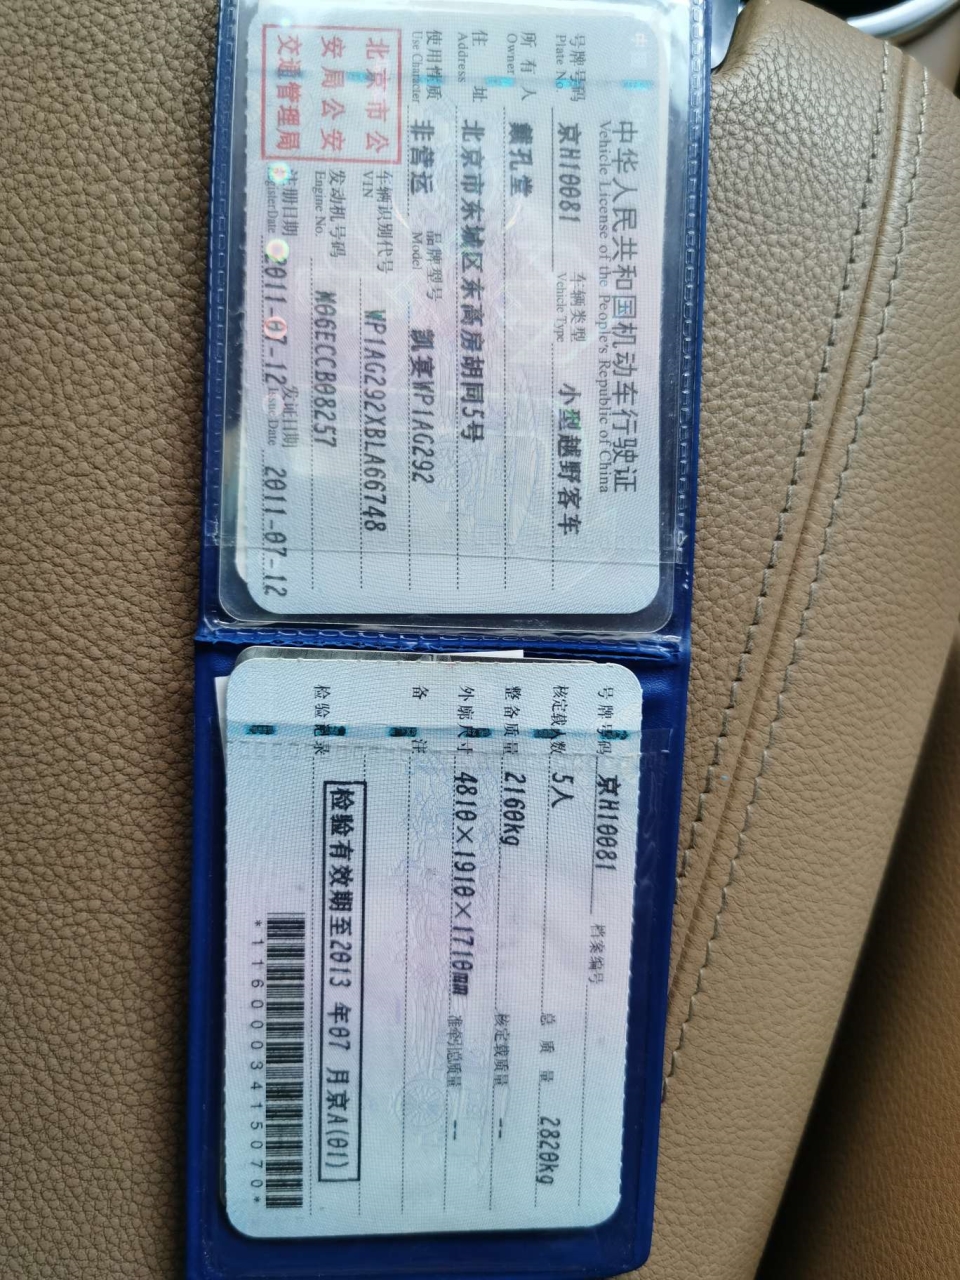 中华人民共和国机动车行驶证
Vehicle License of the People's Republic of China
号牌号码 京H10081 车辆类型 小型越野客车
Plate No. Vehicle Type
所有人 戴孔堂
Owner
住址 北京市东城区东高房胡同5号
Address
使用性质 非营运 品牌型号 凯宴WP1AG292
Use Character Model
北京市公
安局公安
交通管理局
车辆识别代号 WP1AG292XBLA66748
VIN
发动机号码 M06ECCB08257
Engine No.
注册日期 2011-07-12 发证日期 2011-07-12
Register Date Issue Date
号牌号码 京H10081 档案编号
核定载人数 5人 总质量 2820kg
整备质量 2160kg 核定载质量 --
外廓尺寸 4810×1910×1710mm 准牵引总质量 --
备注
检验记录
检验有效期至2013 年07 月京A(01)
*1160003415070*